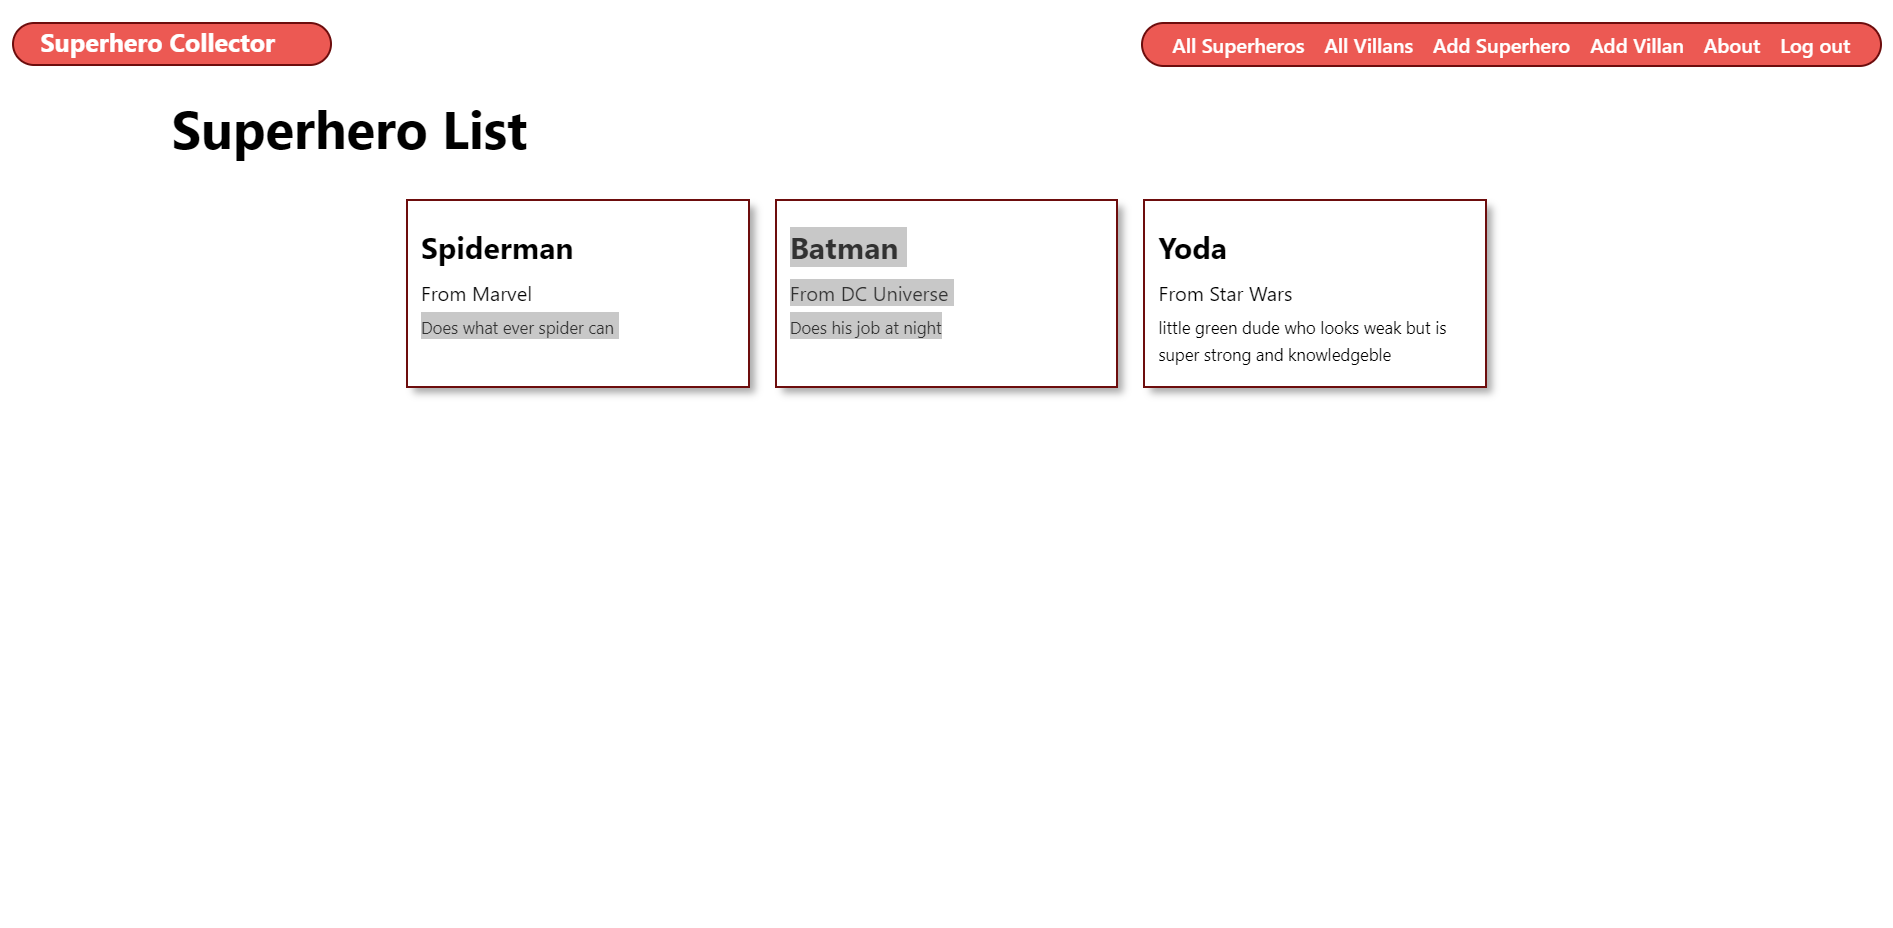 Superhero Collector
All Superheros All Villans Add Superhero Add Villan About Log out
Superhero List
Spiderman
From Marvel
Does what ever spider can
Batman
From DC Universe
Does his job at night
Yoda
From Star Wars
little green dude who looks weak but is
super strong and knowledgeble